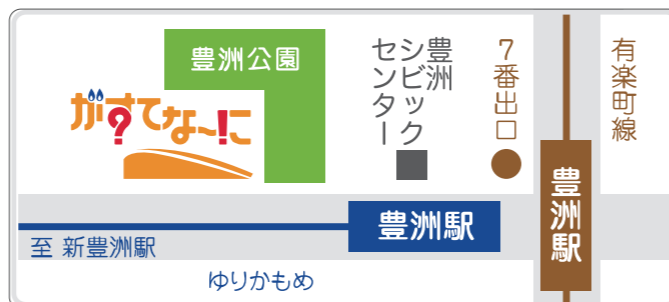 豊洲公園
がすてな〜に
?!
豊洲
シビック
センター
7番出口
有楽町線
豊洲駅
豊洲駅
至 新豊洲駅
ゆりかもめ